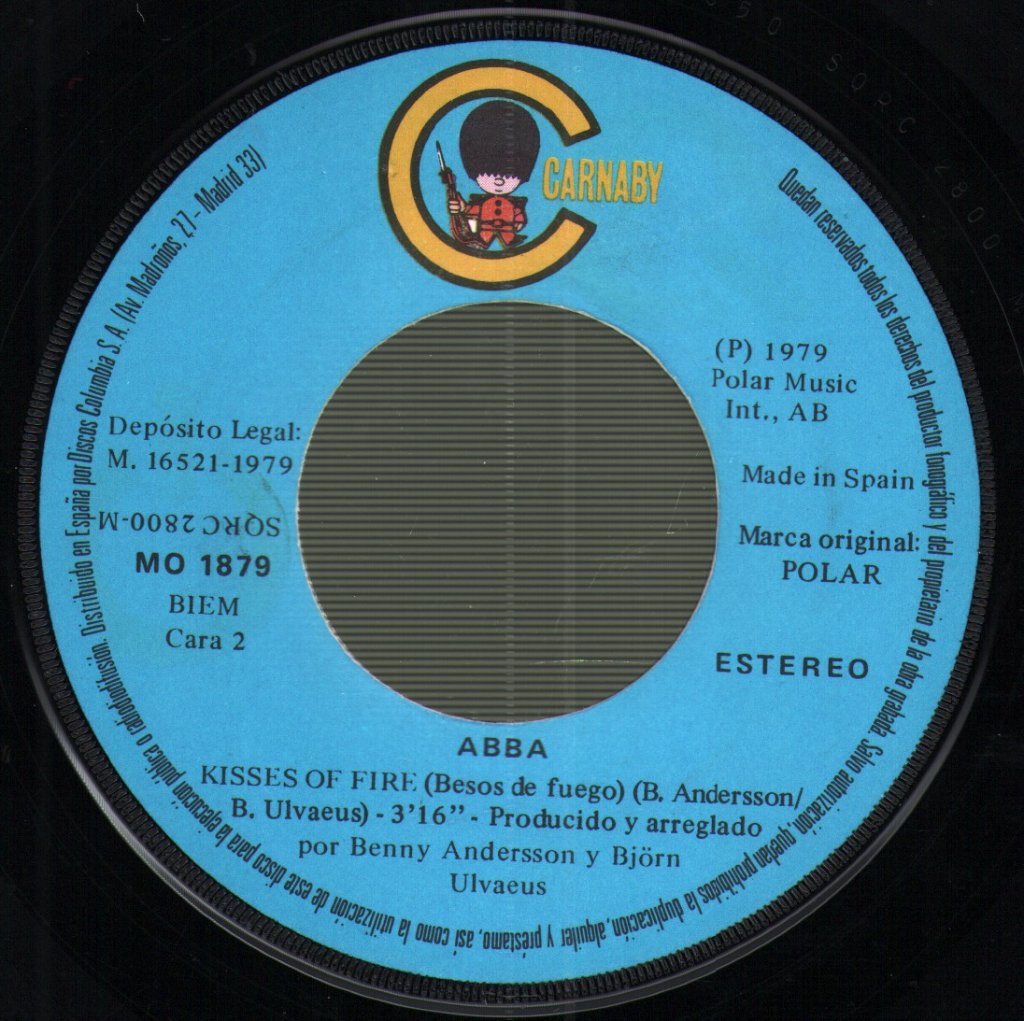 CARNABY
(P) 1979
Polar Music
Int., AB
Depósito Legal:
M. 16521-1979
SQRC 2800-M
MO 1879
BIEM
Cara 2
Made in Spain
Marca original:
POLAR
ESTEREO
ABBA
KISSES OF FIRE (Besos de fuego) (B. Andersson/
B. Ulvaeus) - 3'16" - Producido y arreglado
por Benny Andersson y Björn
Ulvaeus
Quedan reservados todos los derechos del productor fonográfico y del propietario de la obra grabada. Salvo autorización, quedan prohibidos la duplicación, alquiler y préstamo, así como la utilización de este disco para la ejecución pública o radiodifusión. Distribuido en España por Discos Columbia S. A. (Av. Madroños, 27 - Madrid 33)